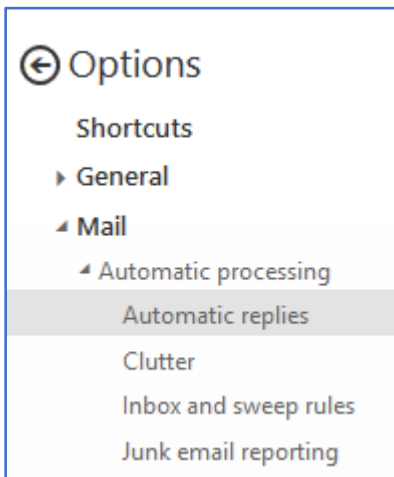 Options
Shortcuts
General
Mail
Automatic processing
Automatic replies
Clutter
Inbox and sweep rules
Junk email reporting